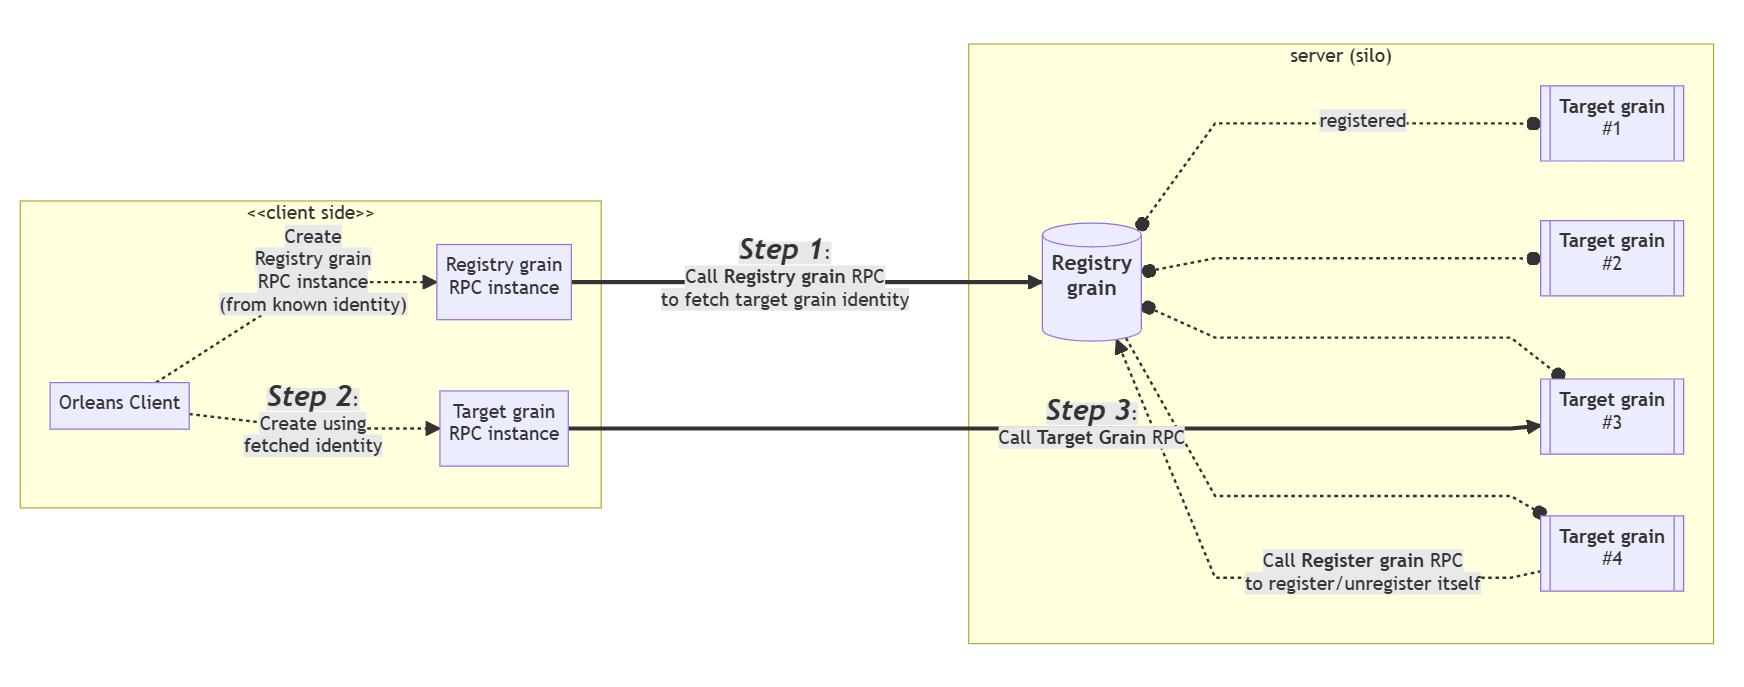 server (silo)
Target grain
#1
registered
Target grain
#2
<<client side>>
Create
Registry grain
RPC instance
(from known identity)
Registry grain
RPC instance
Step 1:
Call Registry grain RPC
to fetch target grain identity
Registry
grain
Orleans Client
Step 2:
Create using
fetched identity
Target grain
RPC instance
Step 3:
Call Target Grain RPC
Target grain
#3
Target grain
#4
Call Register grain RPC
to register/unregister itself